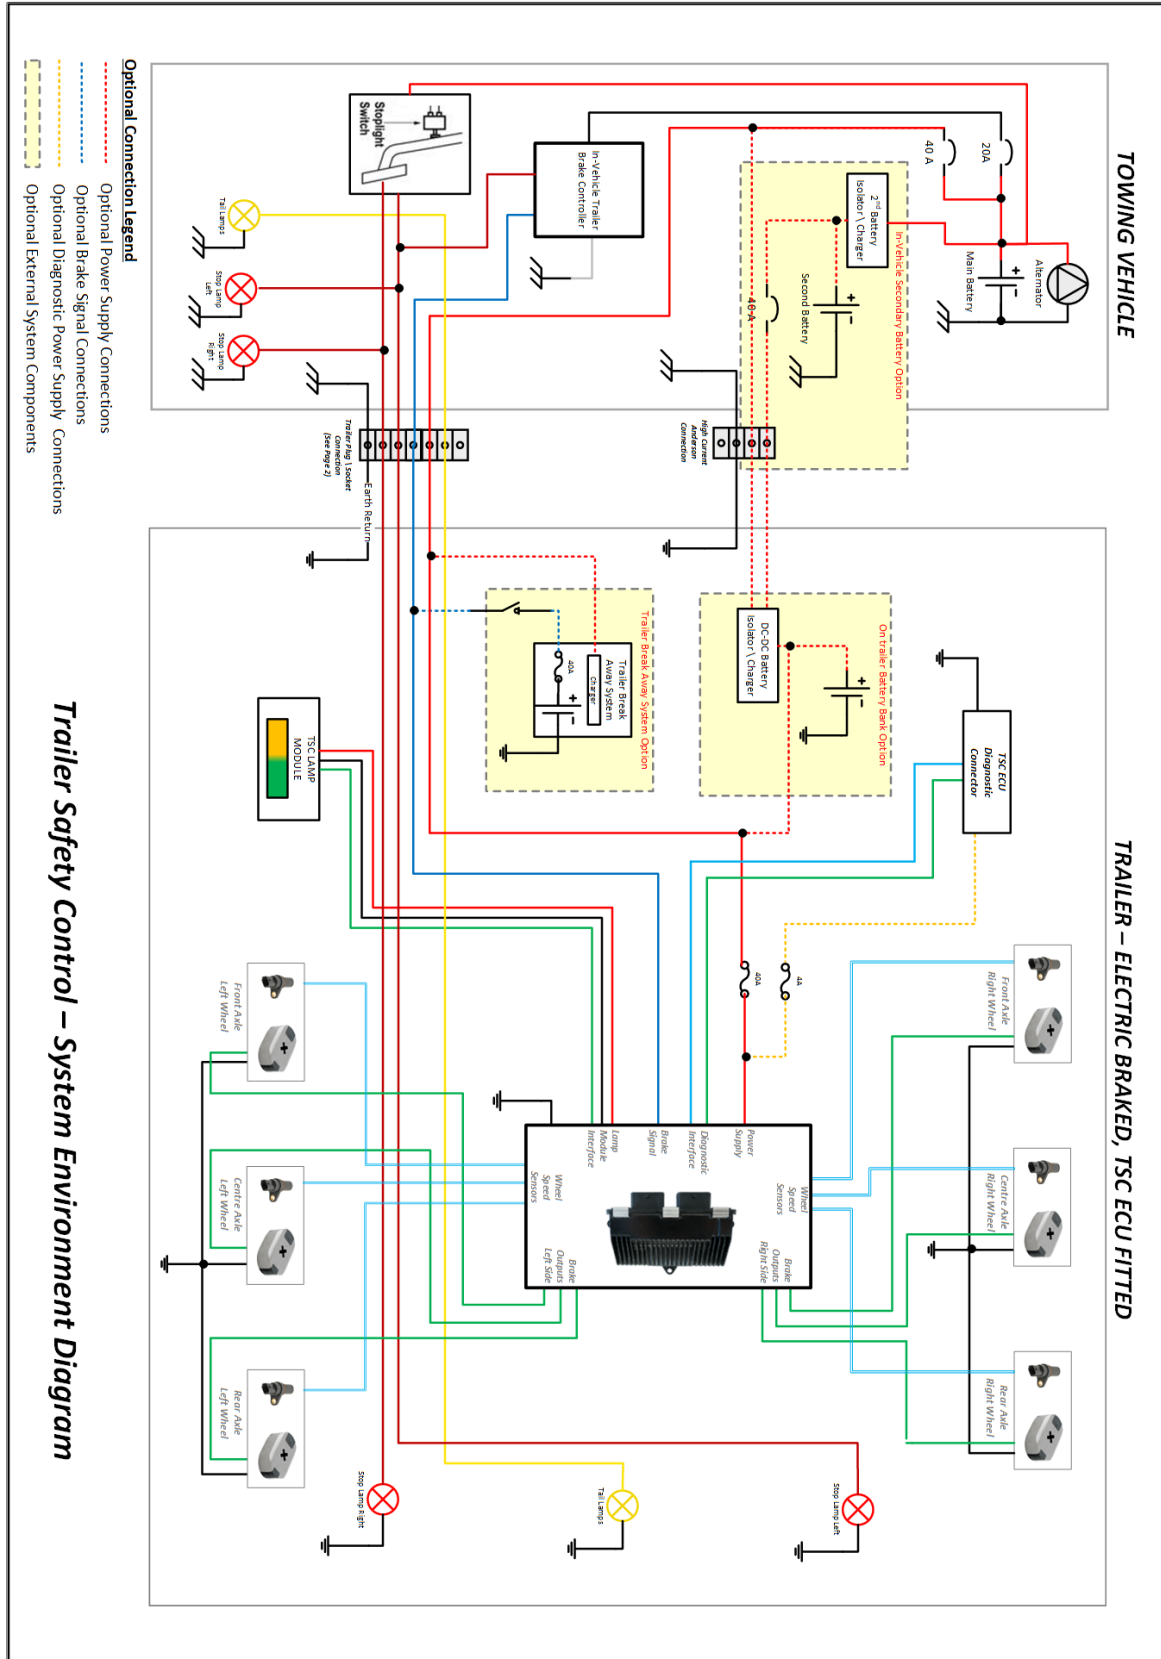 TOWING VEHICLE
Alternator
Main Battery
20A
40 A
In-Vehicle Secondary Battery Option
2nd Battery
Isolator \ Charger
Second Battery
40 A
In-Vehicle Trailer
Brake Controller
Stoplight
Switch
Tail Lamps
Stop Lamp
Left
Stop Lamp
Right
High Current
Anderson
Connection
Trailer Plug \ Socket
Connection
(See Page 2)
Earth Return
Optional Connection Legend
Optional Power Supply Connections
Optional Brake Signal Connections
Optional Diagnostic Power Supply Connections
Optional External System Components
TRAILER – ELECTRIC BRAKED, TSC ECU FITTED
TSC ECU
Diagnostic
Connector
On trailer Battery Bank Option
DC-DC Battery
Isolator \ Charger
Trailer Break Away System Option
Trailer Break
Away System
Charger
40A
TSC LAMP
MODULE
4A
40A
Front Axle
Right Wheel
Centre Axle
Right Wheel
Rear Axle
Right Wheel
Power
Supply
Diagnostic
Interface
Brake
Signal
Lamp
Module
Interface
Wheel
Speed
Sensors
Brake
Outputs
Right Side
Wheel
Speed
Sensors
Brake
Outputs
Left Side
Front Axle
Left Wheel
Centre Axle
Left Wheel
Rear Axle
Left Wheel
Stop Lamp Left
Tail Lamps
Stop Lamp Right
Trailer Safety Control – System Environment Diagram